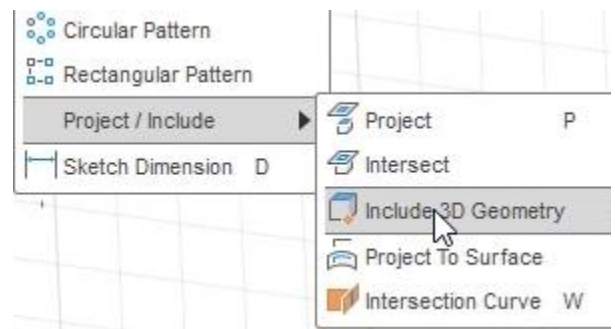 Circular Pattern
Rectangular Pattern
Project / Include
Sketch Dimension D
Project P
Intersect
Include 3D Geometry
Project To Surface
Intersection Curve W